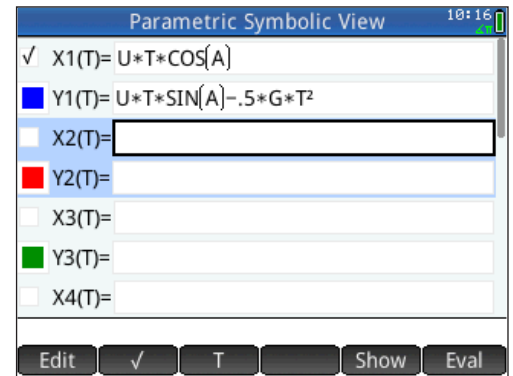 Parametric Symbolic View 10:16
∡π
√ X1(T)= U*T*COS(A)
Y1(T)= U*T*SIN(A)-.5*G*T²
X2(T)=
Y2(T)=
X3(T)=
Y3(T)=
X4(T)=
Edit √ T Show Eval